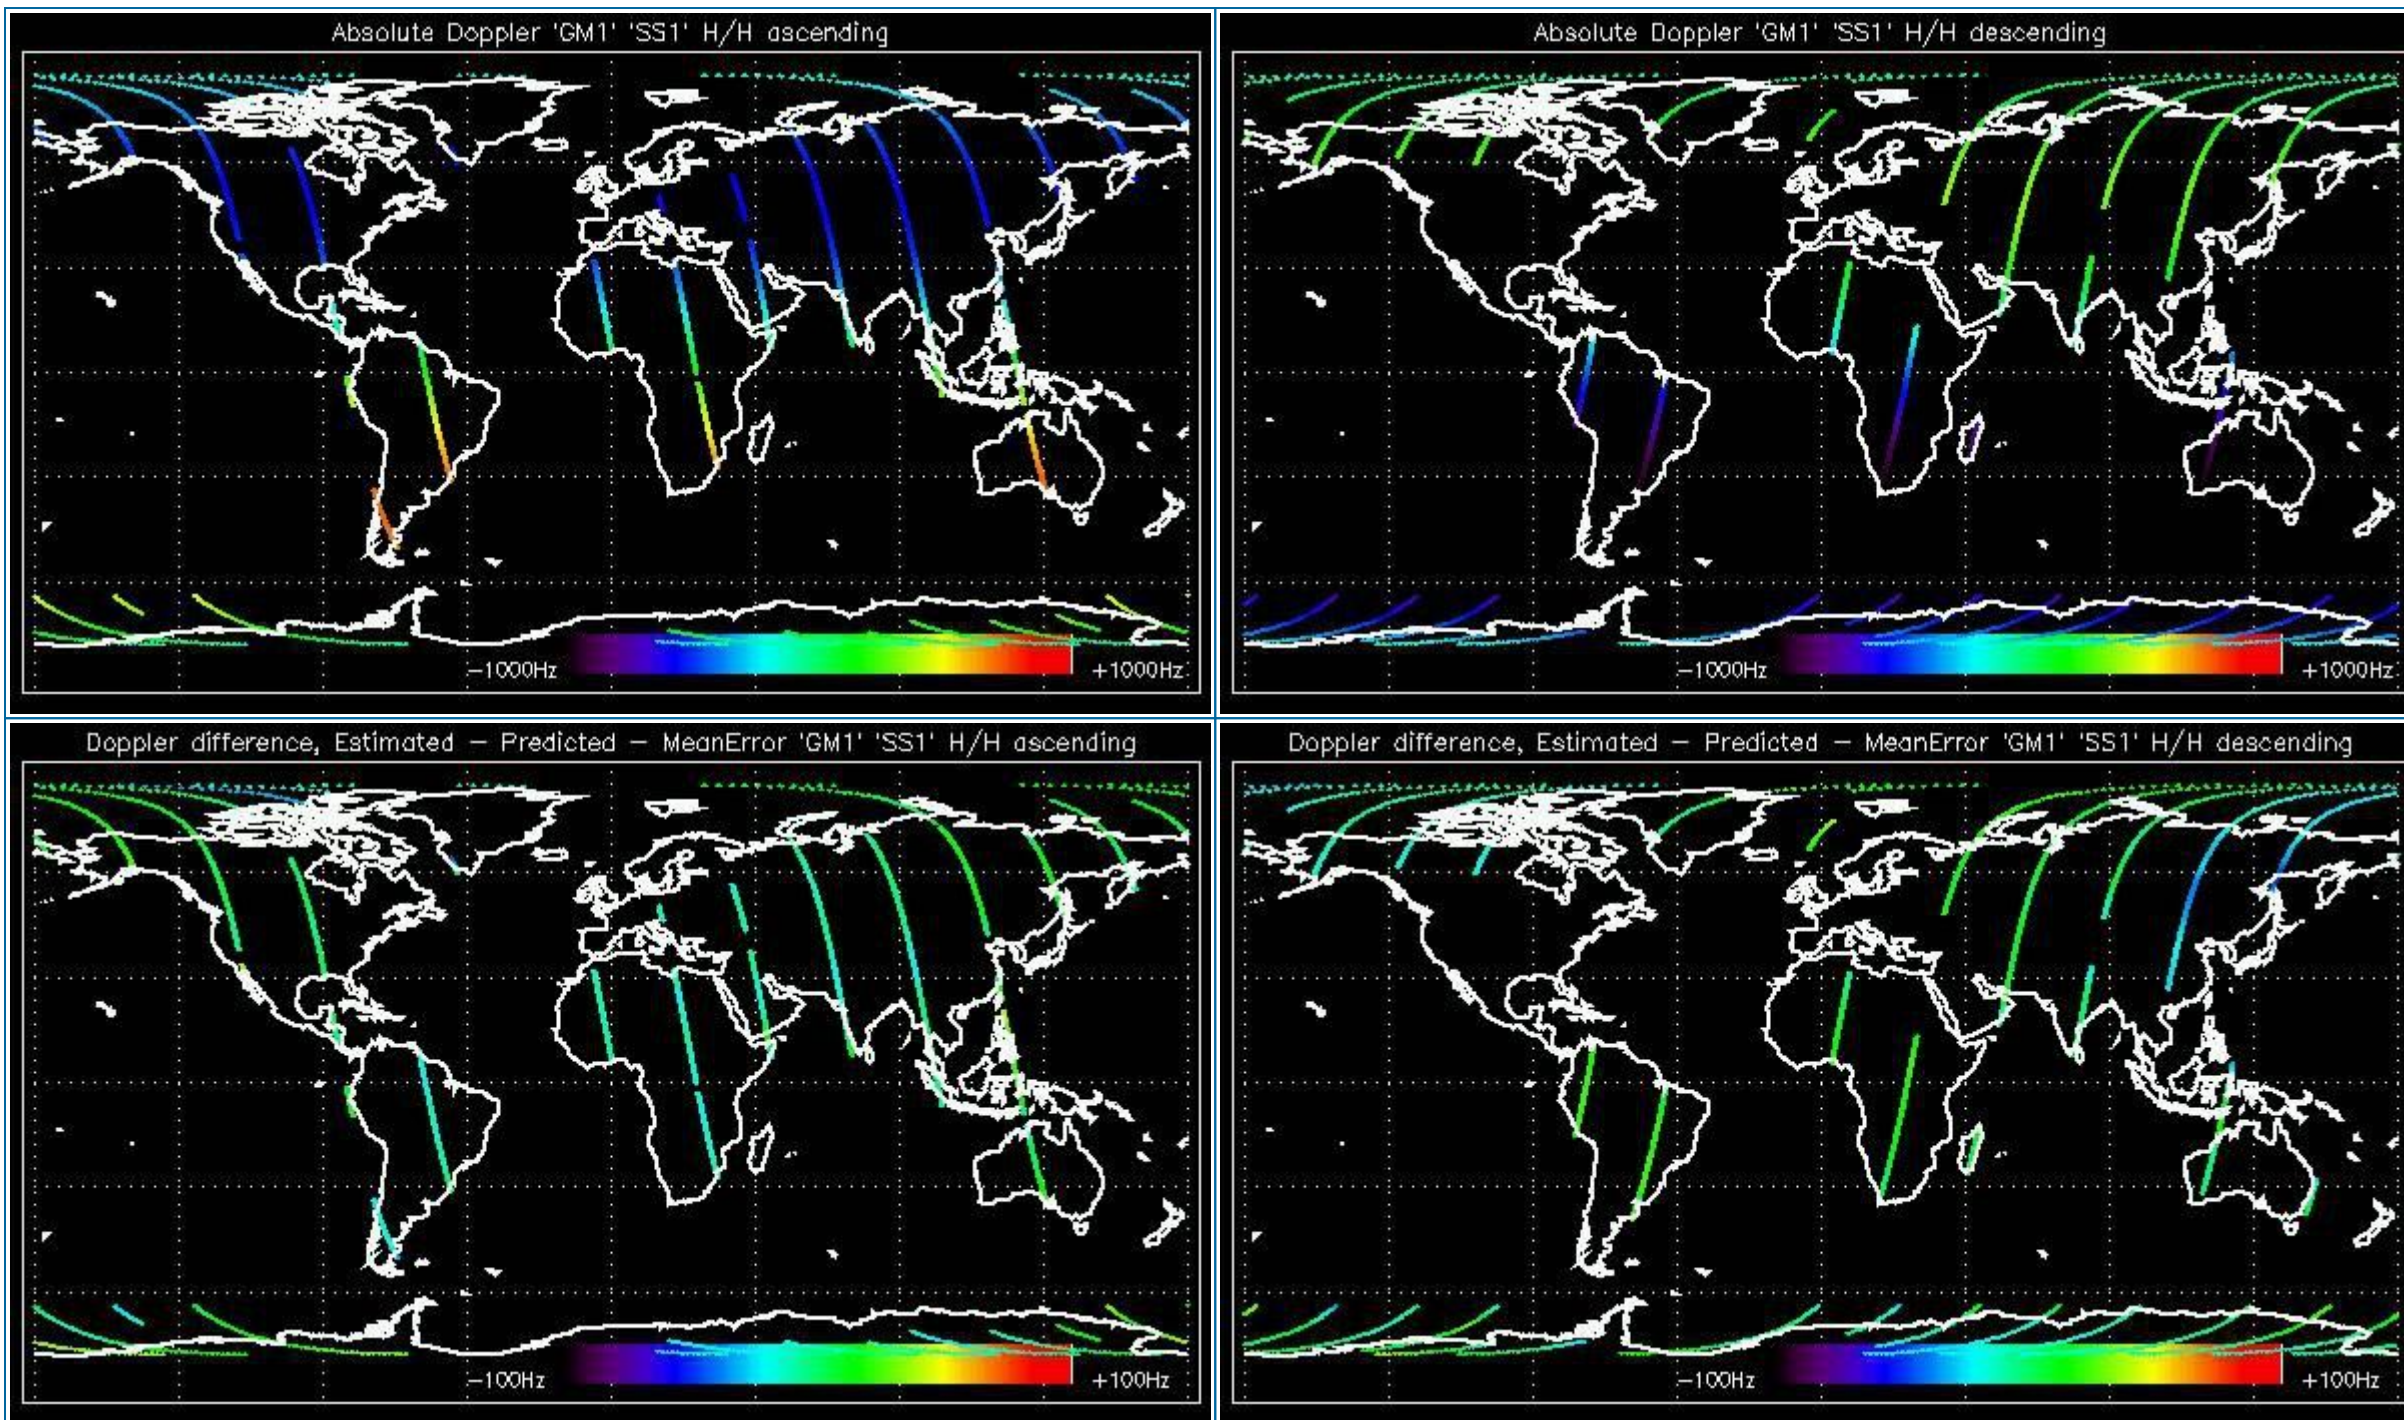 Absolute Doppler 'GM1' 'SS1' H/H ascending
−1000Hz
+1000Hz
Absolute Doppler 'GM1' 'SS1' H/H descending
−1000Hz
+1000Hz
Doppler difference, Estimated − Predicted − MeanError 'GM1' 'SS1' H/H ascending
−100Hz
+100Hz
Doppler difference, Estimated − Predicted − MeanError 'GM1' 'SS1' H/H descending
−100Hz
+100Hz